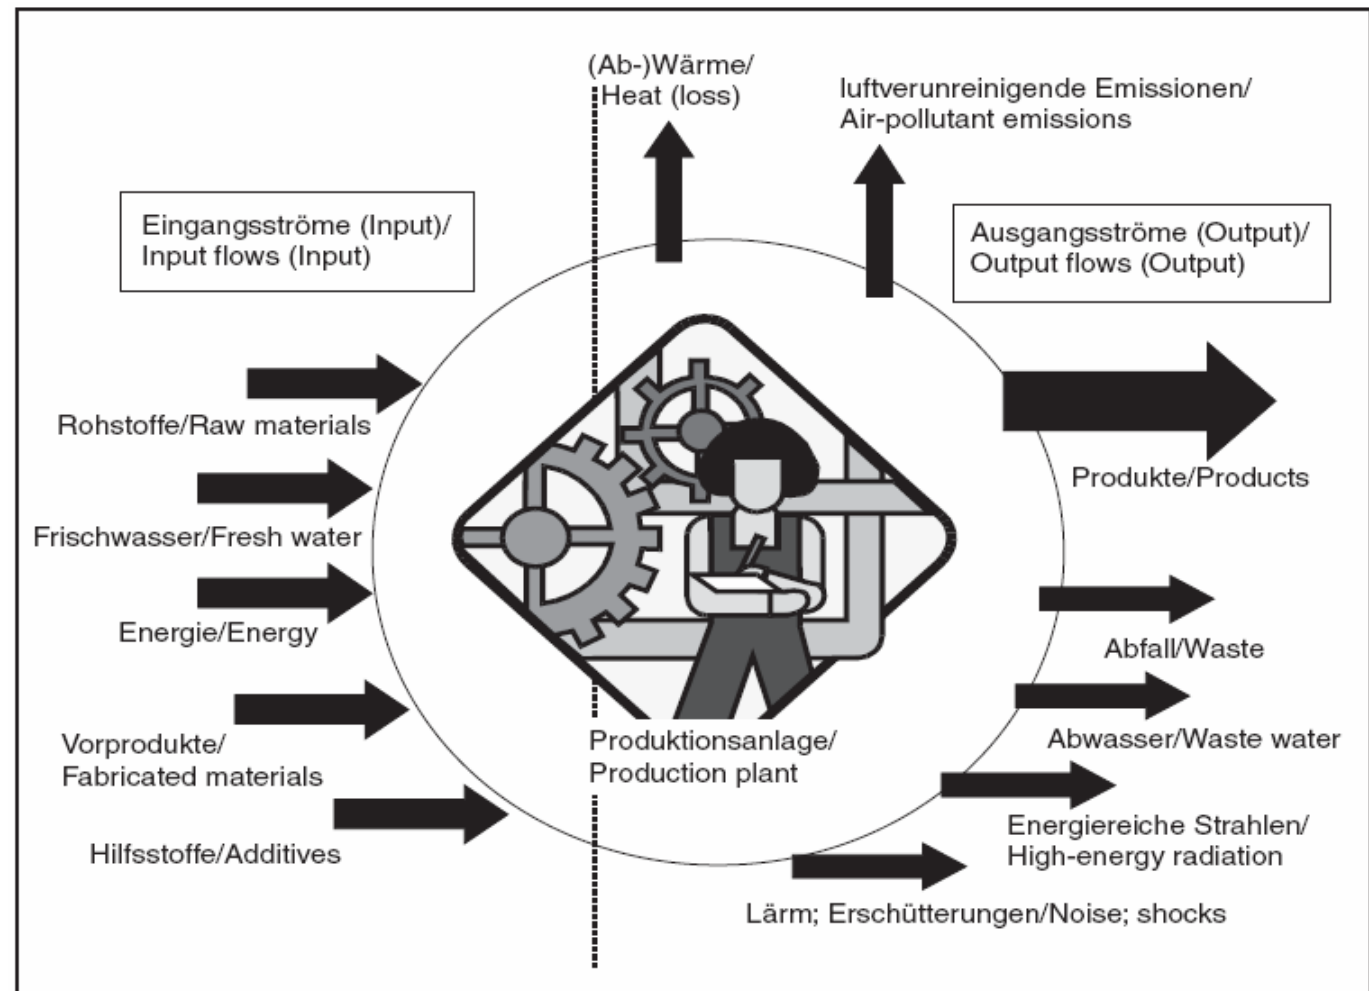 (Ab-)Wärme/
Heat (loss)
luftverunreinigende Emissionen/
Air-pollutant emissions
Eingangsströme (Input)/
Input flows (Input)
Ausgangsströme (Output)/
Output flows (Output)
Rohstoffe/Raw materials
Frischwasser/Fresh water
Energie/Energy
Vorprodukte/
Fabricated materials
Hilfsstoffe/Additives
Produktionsanlage/
Production plant
Produkte/Products
Abfall/Waste
Abwasser/Waste water
Energiereiche Strahlen/
High-energy radiation
Lärm; Erschütterungen/Noise; shocks